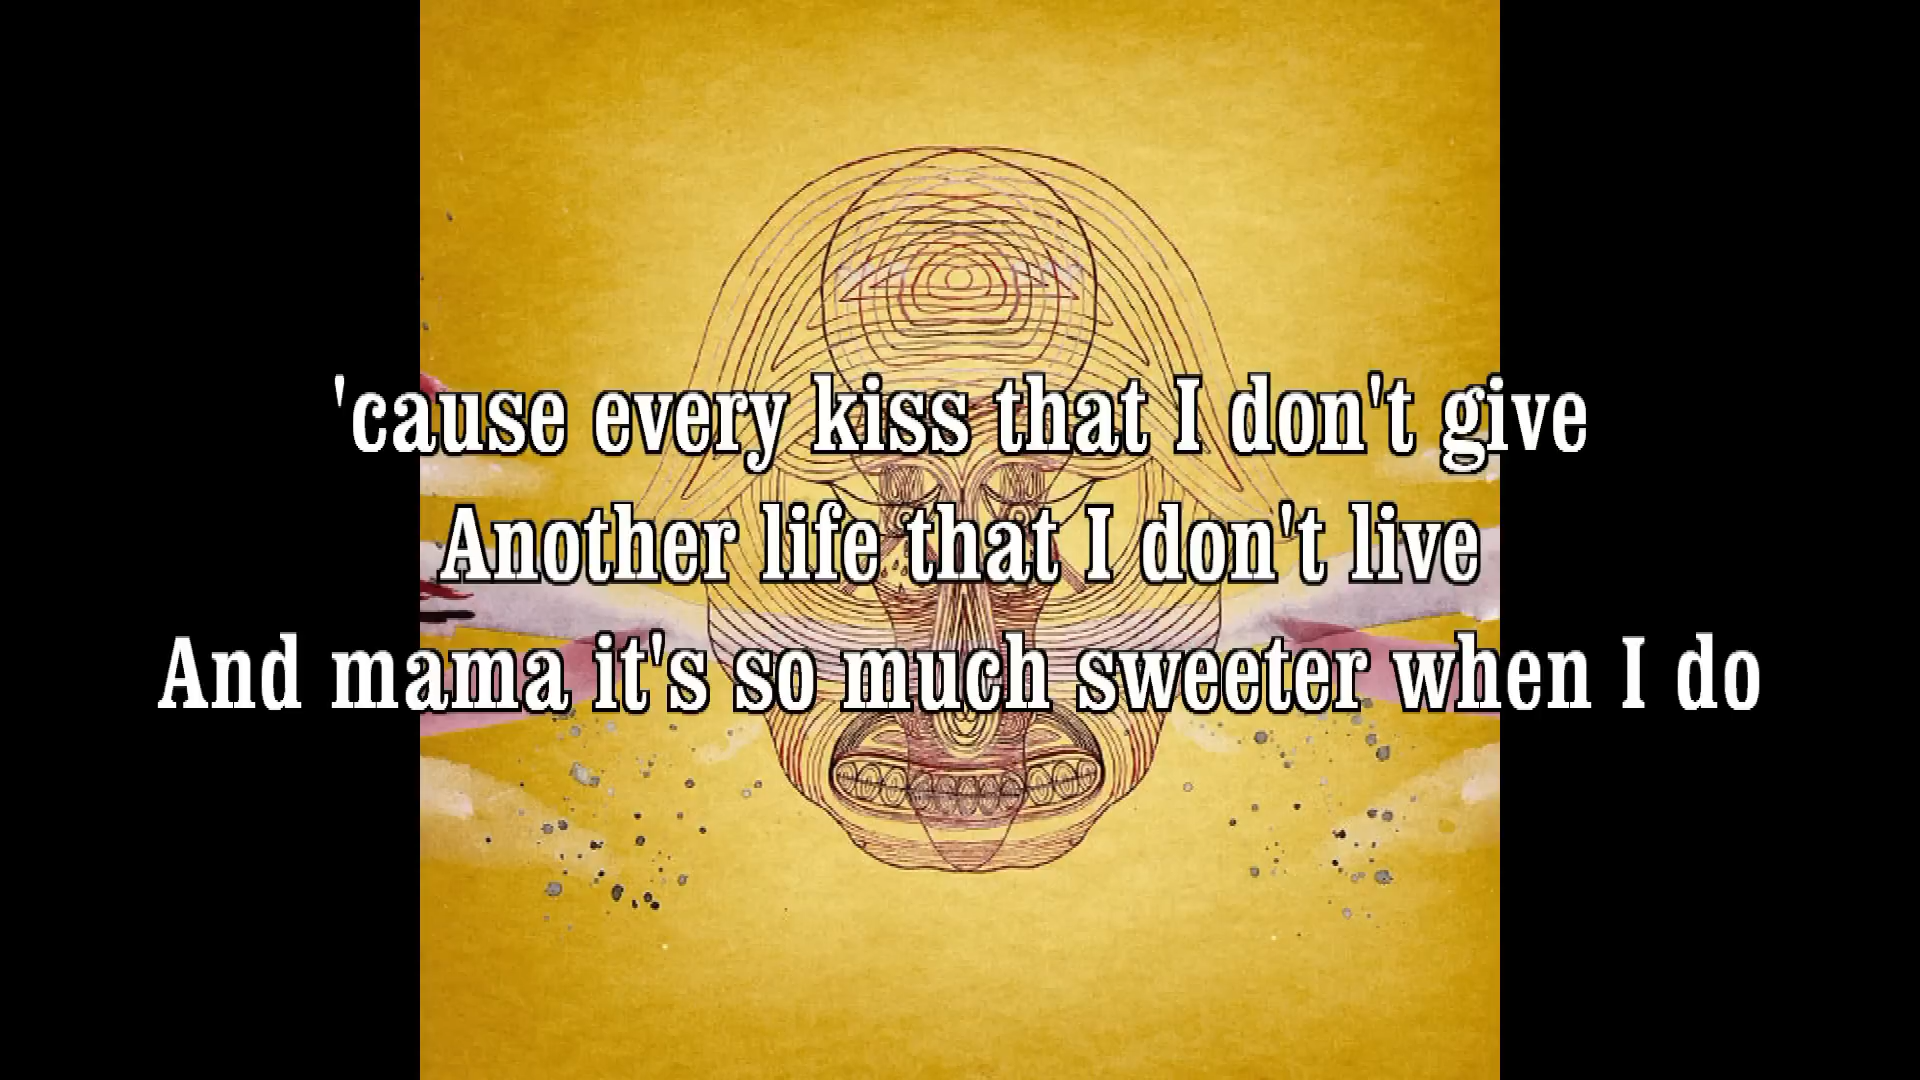 'cause every kiss that I don't give
Another life that I don't live
And mama it's so much sweeter when I do